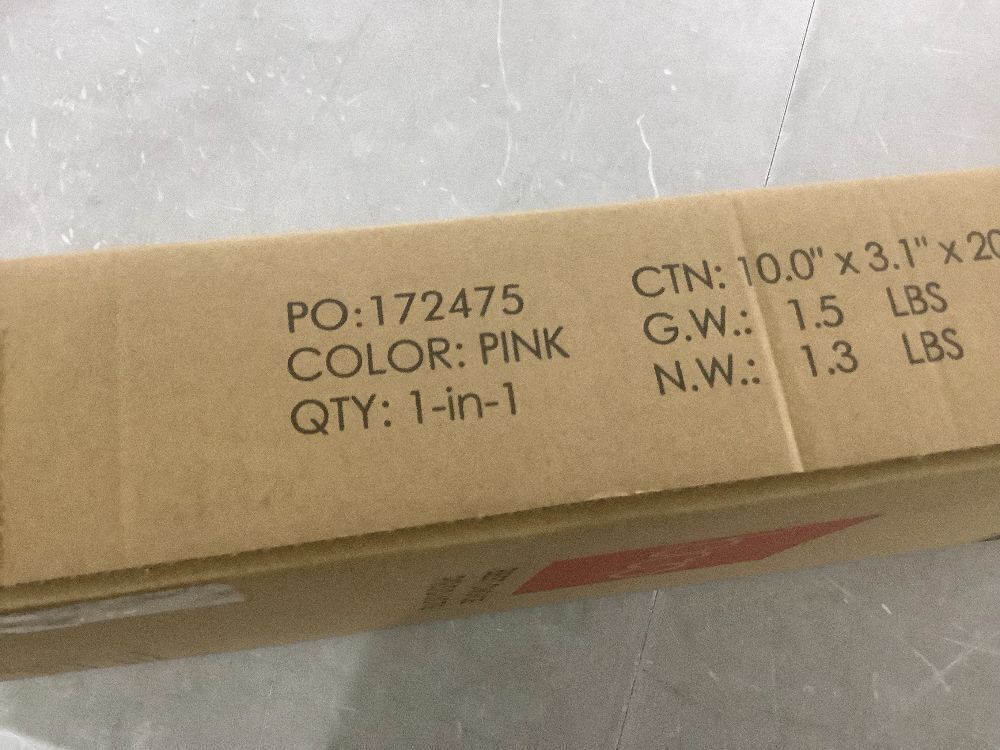 PO:172475
COLOR: PINK
QTY: 1-in-1
CTN: 10.0" x 3.1" x 20
G.W.: 1.5 LBS
N.W.: 1.3 LBS